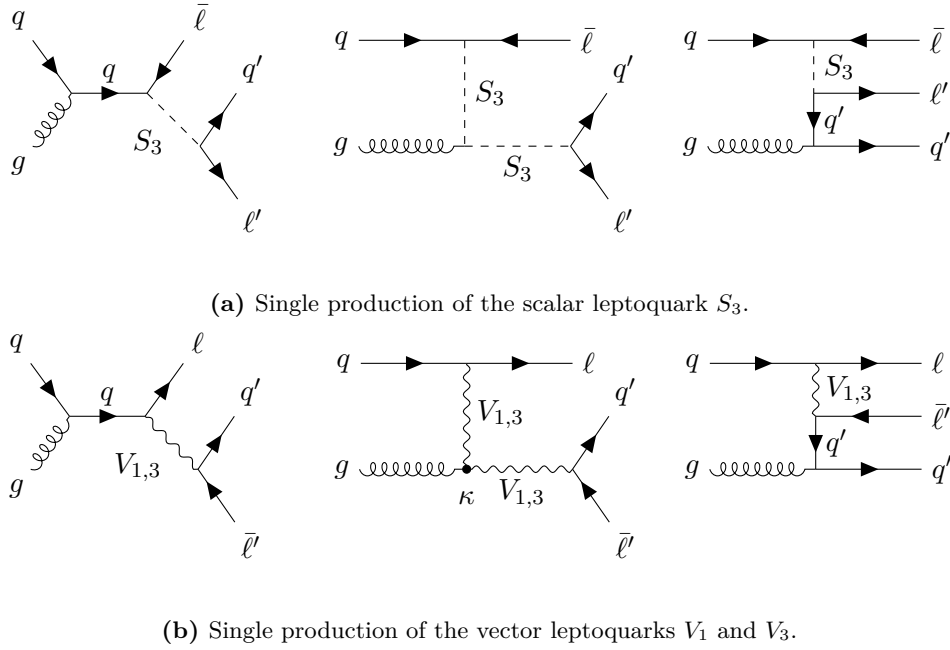 q
g
q
ℓ̄
S₃
q′
ℓ′
q
g
ℓ̄
S₃
S₃
q′
ℓ′
q
g
ℓ̄
S₃
ℓ′
q′
q′
(a) Single production of the scalar leptoquark S₃.
q
g
q
ℓ
V₁,₃
q′
ℓ̄′
q
g
ℓ
V₁,₃
κ
V₁,₃
q′
ℓ̄′
q
g
ℓ
V₁,₃
ℓ̄′
q′
q′
(b) Single production of the vector leptoquarks V₁ and V₃.